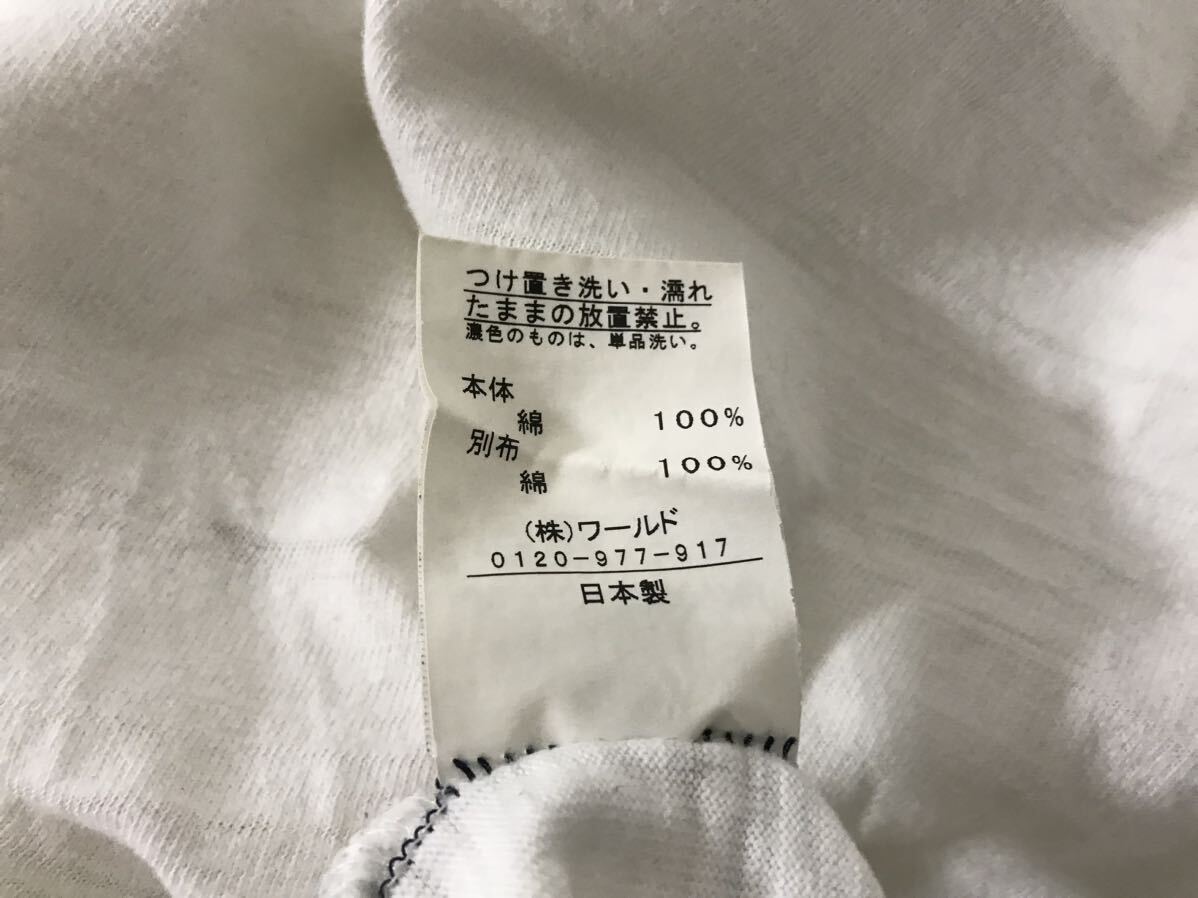 つけ置き洗い・濡れ
たままの放置禁止。
濃色のものは、単品洗い。
本体
綿 100%
別布
綿 100%
(株)ワールド
0120-977-917
日本製